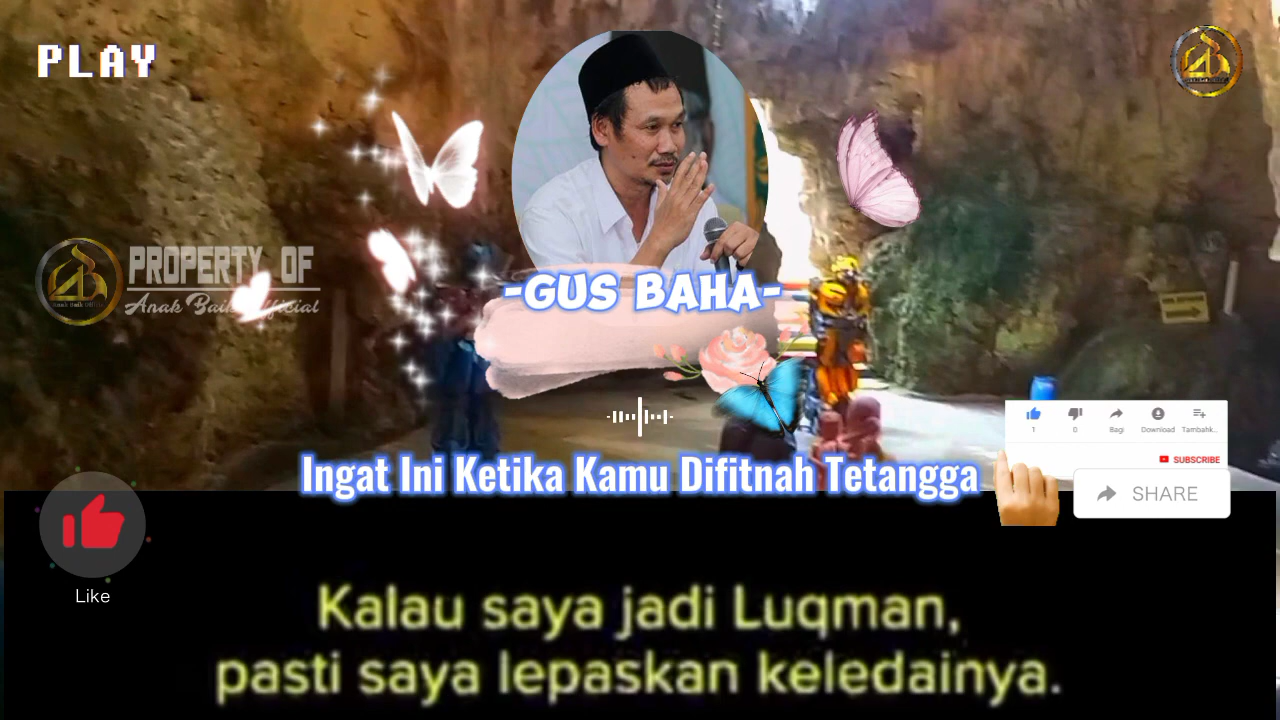 PLAY
PROPERTY OF
Anak Baik Official
-GUS BAHA-
1
0
Bagi
Download
Tambahk...
SUBSCRIBE
SHARE
Ingat Ini Ketika Kamu Difitnah Tetangga
Like
Kalau saya jadi Luqman,
pasti saya lepaskan keledainya.